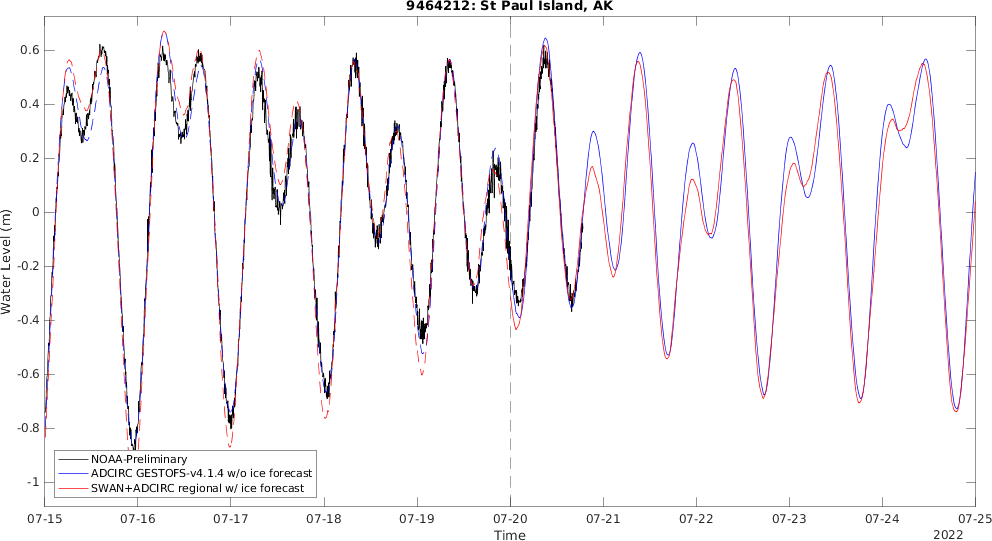 9464212: St Paul Island, AK
Water Level (m)
0.6
0.4
0.2
0
-0.2
-0.4
-0.6
-0.8
-1
NOAA-Preliminary
ADCIRC GESTOFS-v4.1.4 w/o ice forecast
SWAN+ADCIRC regional w/ ice forecast
07-15 07-16 07-17 07-18 07-19 07-20 07-21 07-22 07-23 07-24 07-25
Time
2022